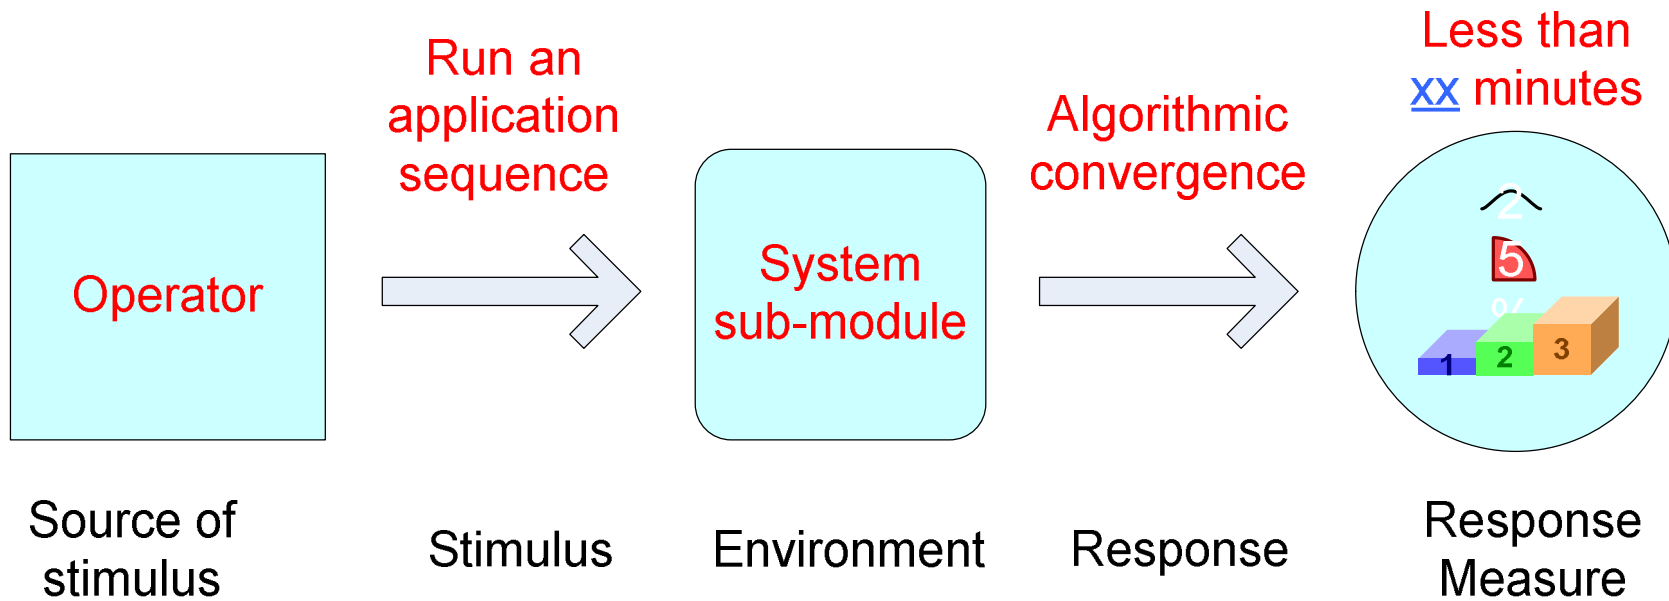 Run an
application
sequence
Algorithmic
convergence
Less than
xx minutes
Operator
System
sub-module
2
5
%
1
2
3
Source of
stimulus
Stimulus
Environment
Response
Response
Measure